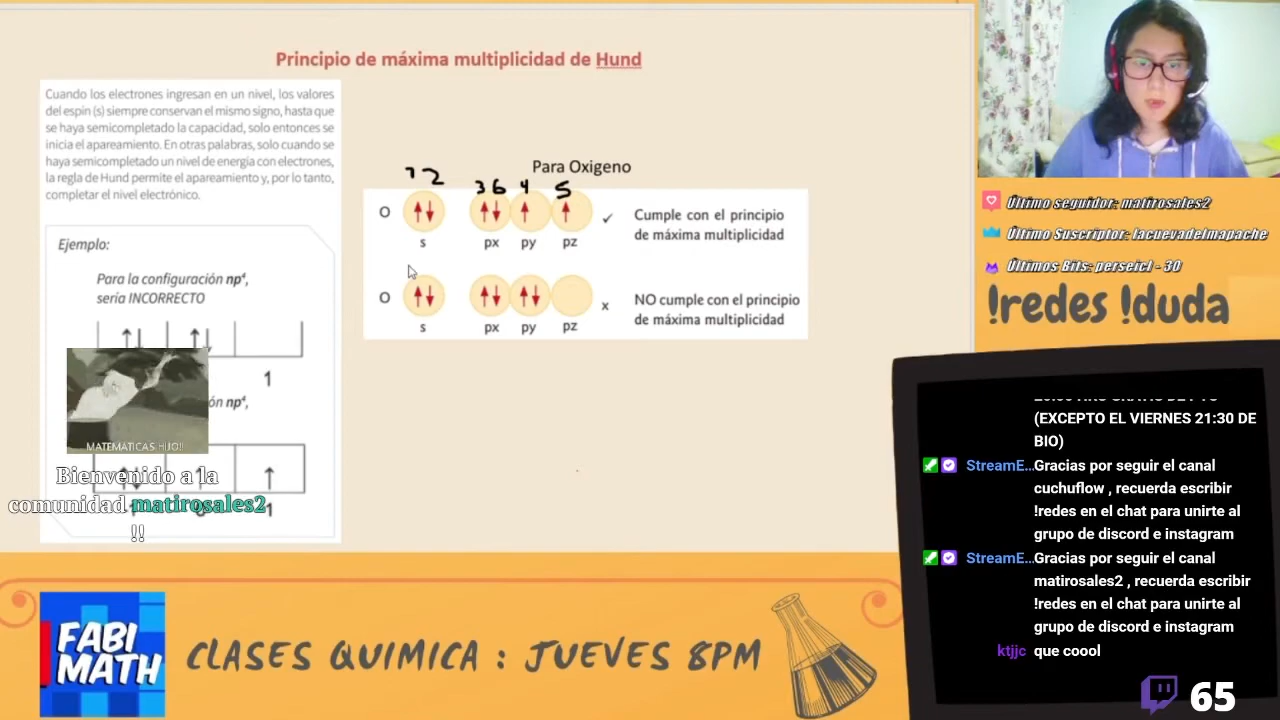 Principio de máxima multiplicidad de Hund
Cuando los electrones ingresan en un nivel, los valores
del espín (s) siempre conservan el mismo signo, hasta que
se haya semicompletado la capacidad, solo entonces se
inicia el apareamiento. En otras palabras, solo cuando se
haya semicompletado un nivel de energía con electrones,
la regla de Hund permite el apareamiento y, por lo tanto,
completar el nivel electrónico.
Ejemplo:
Para la configuración np⁴,
sería INCORRECTO
1
ón np⁴,
MATEMATICAS HIJO!!
Bienvenido a la
comunidad matirosales2
!!
1
Para Oxigeno
1 2 3 6 4 5
O
s px py pz
Cumple con el principio
de máxima multiplicidad
O
s px py pz
x
NO cumple con el principio
de máxima multiplicidad
Último seguidor: matirosales2
Último Suscriptor: lacuevadelmapache
Últimos Bits: perseicl - 30
!redes !duda
(EXCEPTO EL VIERNES 21:30 DE
BIO)
StreamE... Gracias por seguir el canal
cuchuflow , recuerda escribir
!redes en el chat para unirte al
grupo de discord e instagram
StreamE... Gracias por seguir el canal
matirosales2 , recuerda escribir
!redes en el chat para unirte al
grupo de discord e instagram
ktjjc que coool
65
FABI
MATH
CLASES QUIMICA : JUEVES 8PM